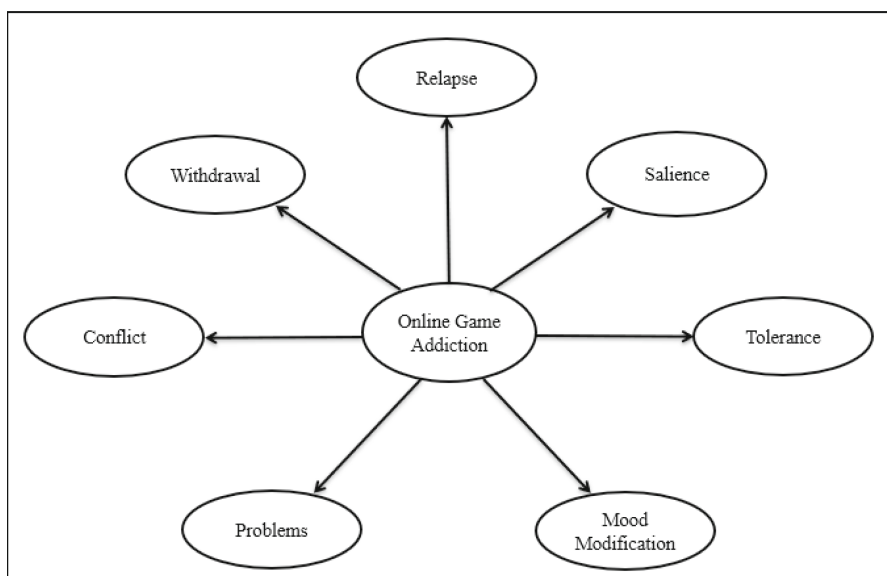 Relapse
Withdrawal
Salience
Online Game
Addiction
Conflict
Tolerance
Problems
Mood
Modification